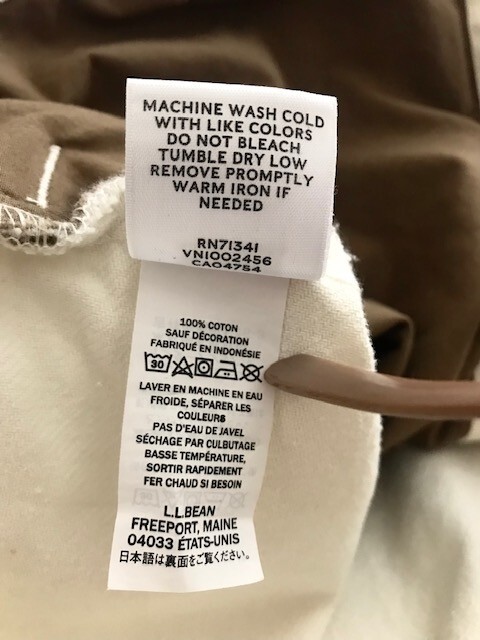 MACHINE WASH COLD
WITH LIKE COLORS
DO NOT BLEACH
TUMBLE DRY LOW
REMOVE PROMPTLY
WARM IRON IF
NEEDED
RN71341
VN1002456
CA04754
100% COTON
SAUF DÉCORATION
FABRIQUÉ EN INDONÉSIE
30
LAVER EN MACHINE EN EAU
FROIDE, SÉPARER LES
COULEURS
PAS D'EAU DE JAVEL
SÉCHAGE PAR CULBUTAGE
BASSE TEMPÉRATURE,
SORTIR RAPIDEMENT
FER CHAUD SI BESOIN
L.L.BEAN
FREEPORT, MAINE
04033 ÉTATS-UNIS
日本語は裏面をご覧ください。